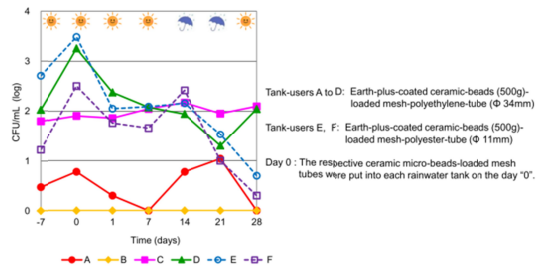 4
3
2
1
0
CFU/mL (log)
-7 0 1 7 14 21 28
Time (days)
A B C D E F
Tank-users A to D: Earth-plus-coated ceramic-beads (500g)-
loaded mesh-polyethylene-tube (Φ 34mm)
Tank-users E, F: Earth-plus-coated ceramic-beads (500g)-
loaded mesh-polyester-tube (Φ 11mm)
Day 0 : The respective ceramic micro-beads-loaded mesh
tubes were put into each rainwater tank on the day “0”.